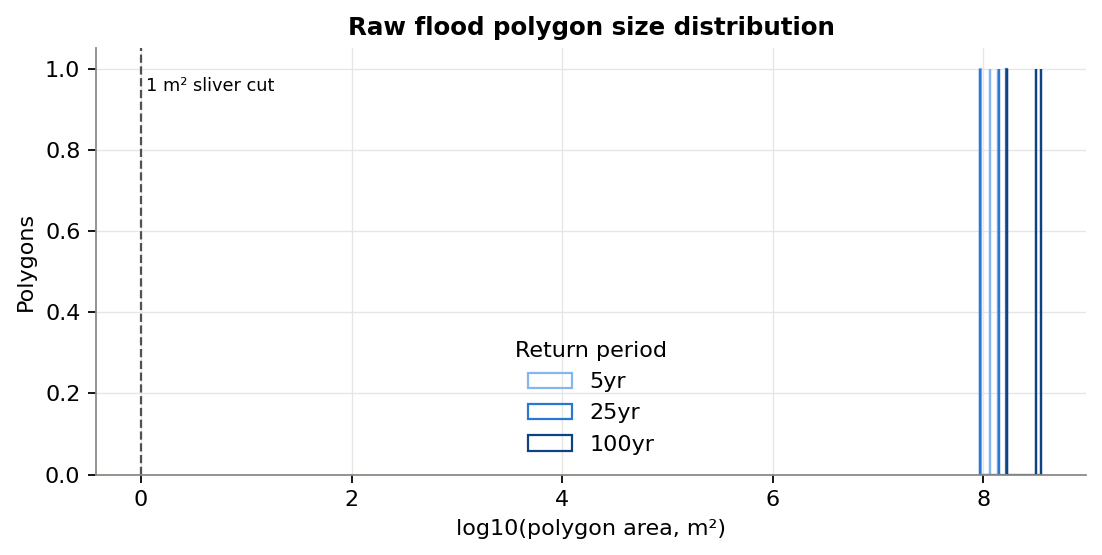 Raw flood polygon size distribution
1.0
1 m² sliver cut
0.8
0.6
Polygons
0.4
Return period
5yr
0.2
25yr
100yr
0.0
0 2 4 6 8
log10(polygon area, m²)